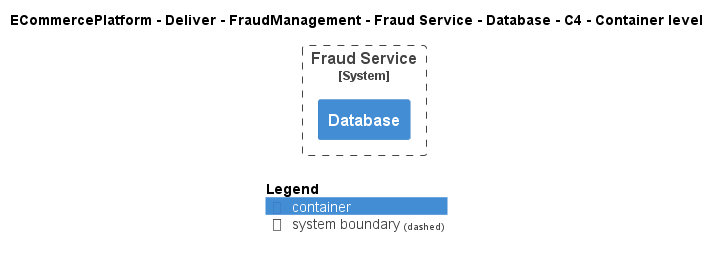 ECommercePlatform - Deliver - FraudManagement - Fraud Service - Database - C4 - Container level
Fraud Service
[System]
Database
Legend
container
system boundary (dashed)